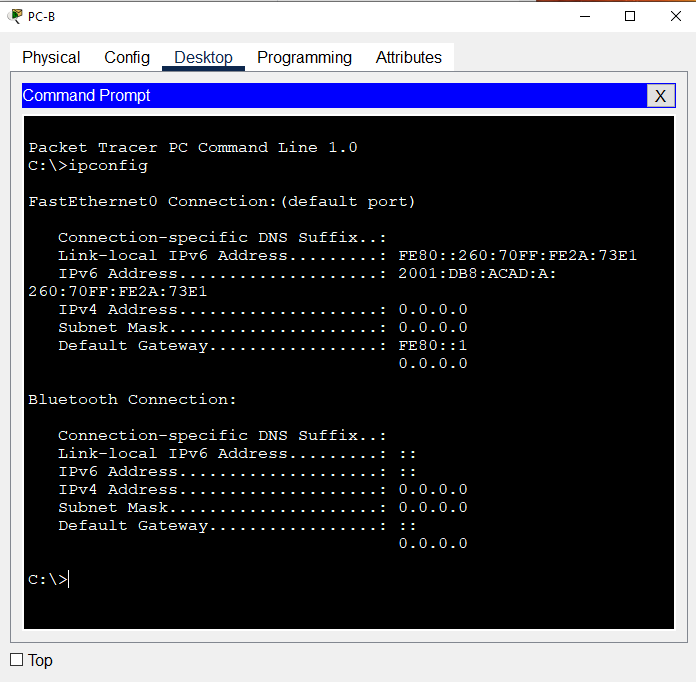 PC-B
Physical Config Desktop Programming Attributes
Command Prompt
X
Packet Tracer PC Command Line 1.0
C:\>ipconfig
FastEthernet0 Connection:(default port)
Connection-specific DNS Suffix..:
Link-local IPv6 Address.........: FE80::260:70FF:FE2A:73E1
IPv6 Address....................: 2001:DB8:ACAD:A:
260:70FF:FE2A:73E1
IPv4 Address....................: 0.0.0.0
Subnet Mask.....................: 0.0.0.0
Default Gateway.................: FE80::1
0.0.0.0
Bluetooth Connection:
Connection-specific DNS Suffix..:
Link-local IPv6 Address.........: ::
IPv6 Address....................: ::
IPv4 Address....................: 0.0.0.0
Subnet Mask.....................: 0.0.0.0
Default Gateway.................: ::
0.0.0.0
C:\>
Top